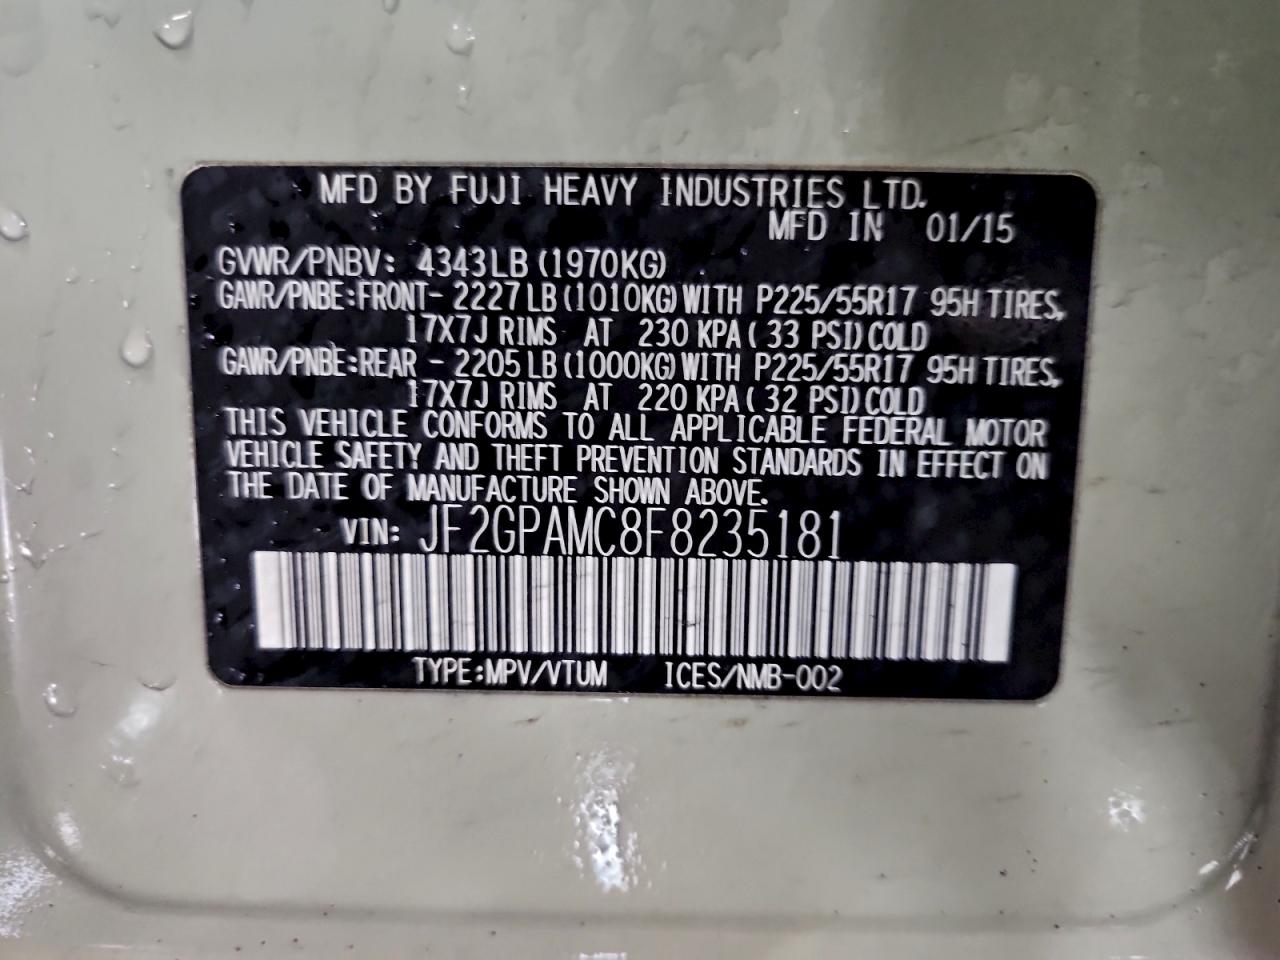 MFD BY FUJI HEAVY INDUSTRIES LTD.
MFD IN 01/15
GVWR/PNBV: 4343LB (1970KG)
GAWR/PNBE:FRONT- 2227LB (1010KG) WITH P225/55R17 95H TIRES,
17X7J RIMS AT 230 KPA ( 33 PSI) COLD
GAWR/PNBE:REAR - 2205LB (1000KG) WITH P225/55R17 95H TIRES,
17X7J RIMS AT 220 KPA ( 32 PSI) COLD
THIS VEHICLE CONFORMS TO ALL APPLICABLE FEDERAL MOTOR
VEHICLE SAFETY AND THEFT PREVENTION STANDARDS IN EFFECT ON
THE DATE OF MANUFACTURE SHOWN ABOVE.
VIN: JF2GPAMC8F8235181
TYPE:MPV/VTUM ICES/NMB-002